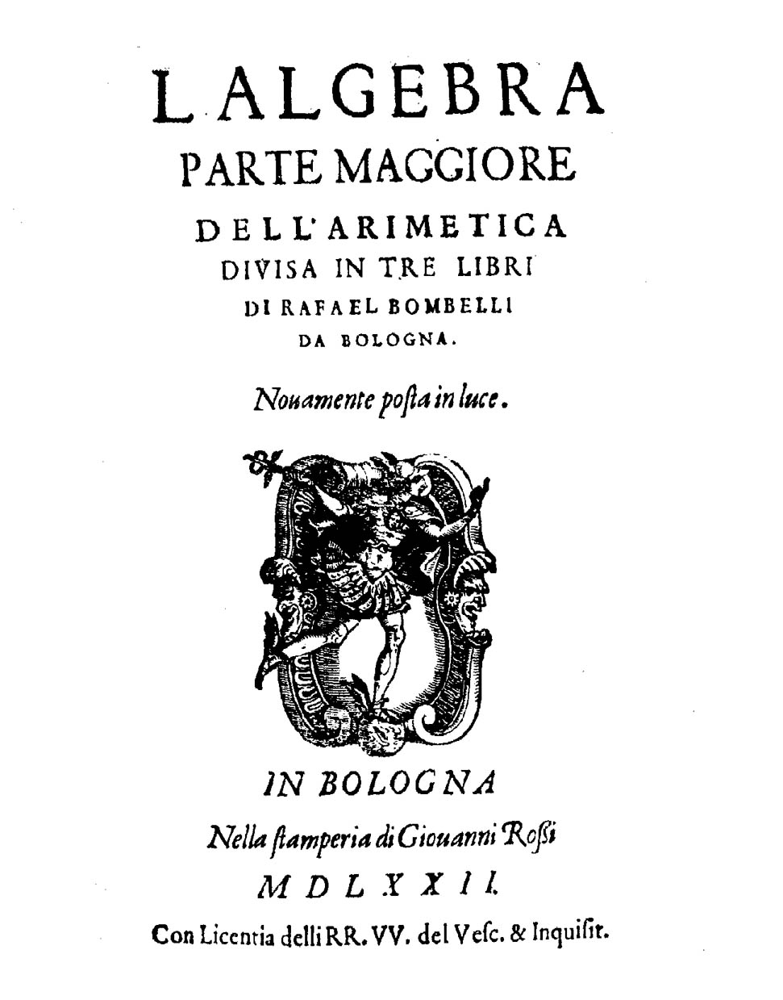 L ALGEBRA
PARTE MAGGIORE
DELL'ARIMETICA
DIVISA IN TRE LIBRI
DI RAFAEL BOMBELLI
DA BOLOGNA.
Nouamente poſta in luce.
IN BOLOGNA
Nella ſtamperia di Giouanni Roſſi
MDLXXII.
Con Licentia delli RR. VV. del Veſc. & Inquiſit.